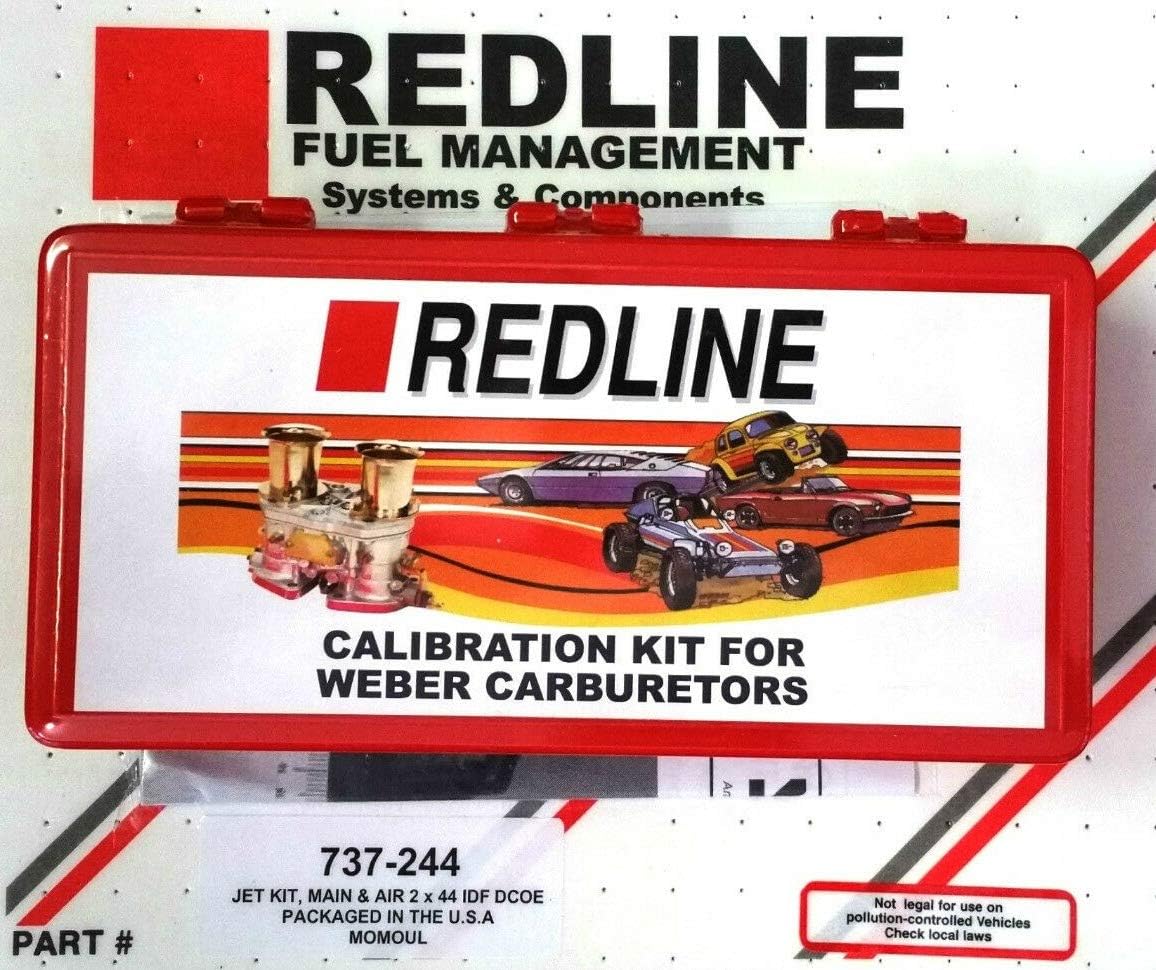 REDLINE
FUEL MANAGEMENT
Systems & Components
REDLINE
CALIBRATION KIT FOR
WEBER CARBURETORS
737-244
JET KIT, MAIN & AIR 2 x 44 IDF DCOE
PACKAGED IN THE U.S.A
MOMOUL
PART #
Not legal for use on
pollution-controlled Vehicles
Check local laws